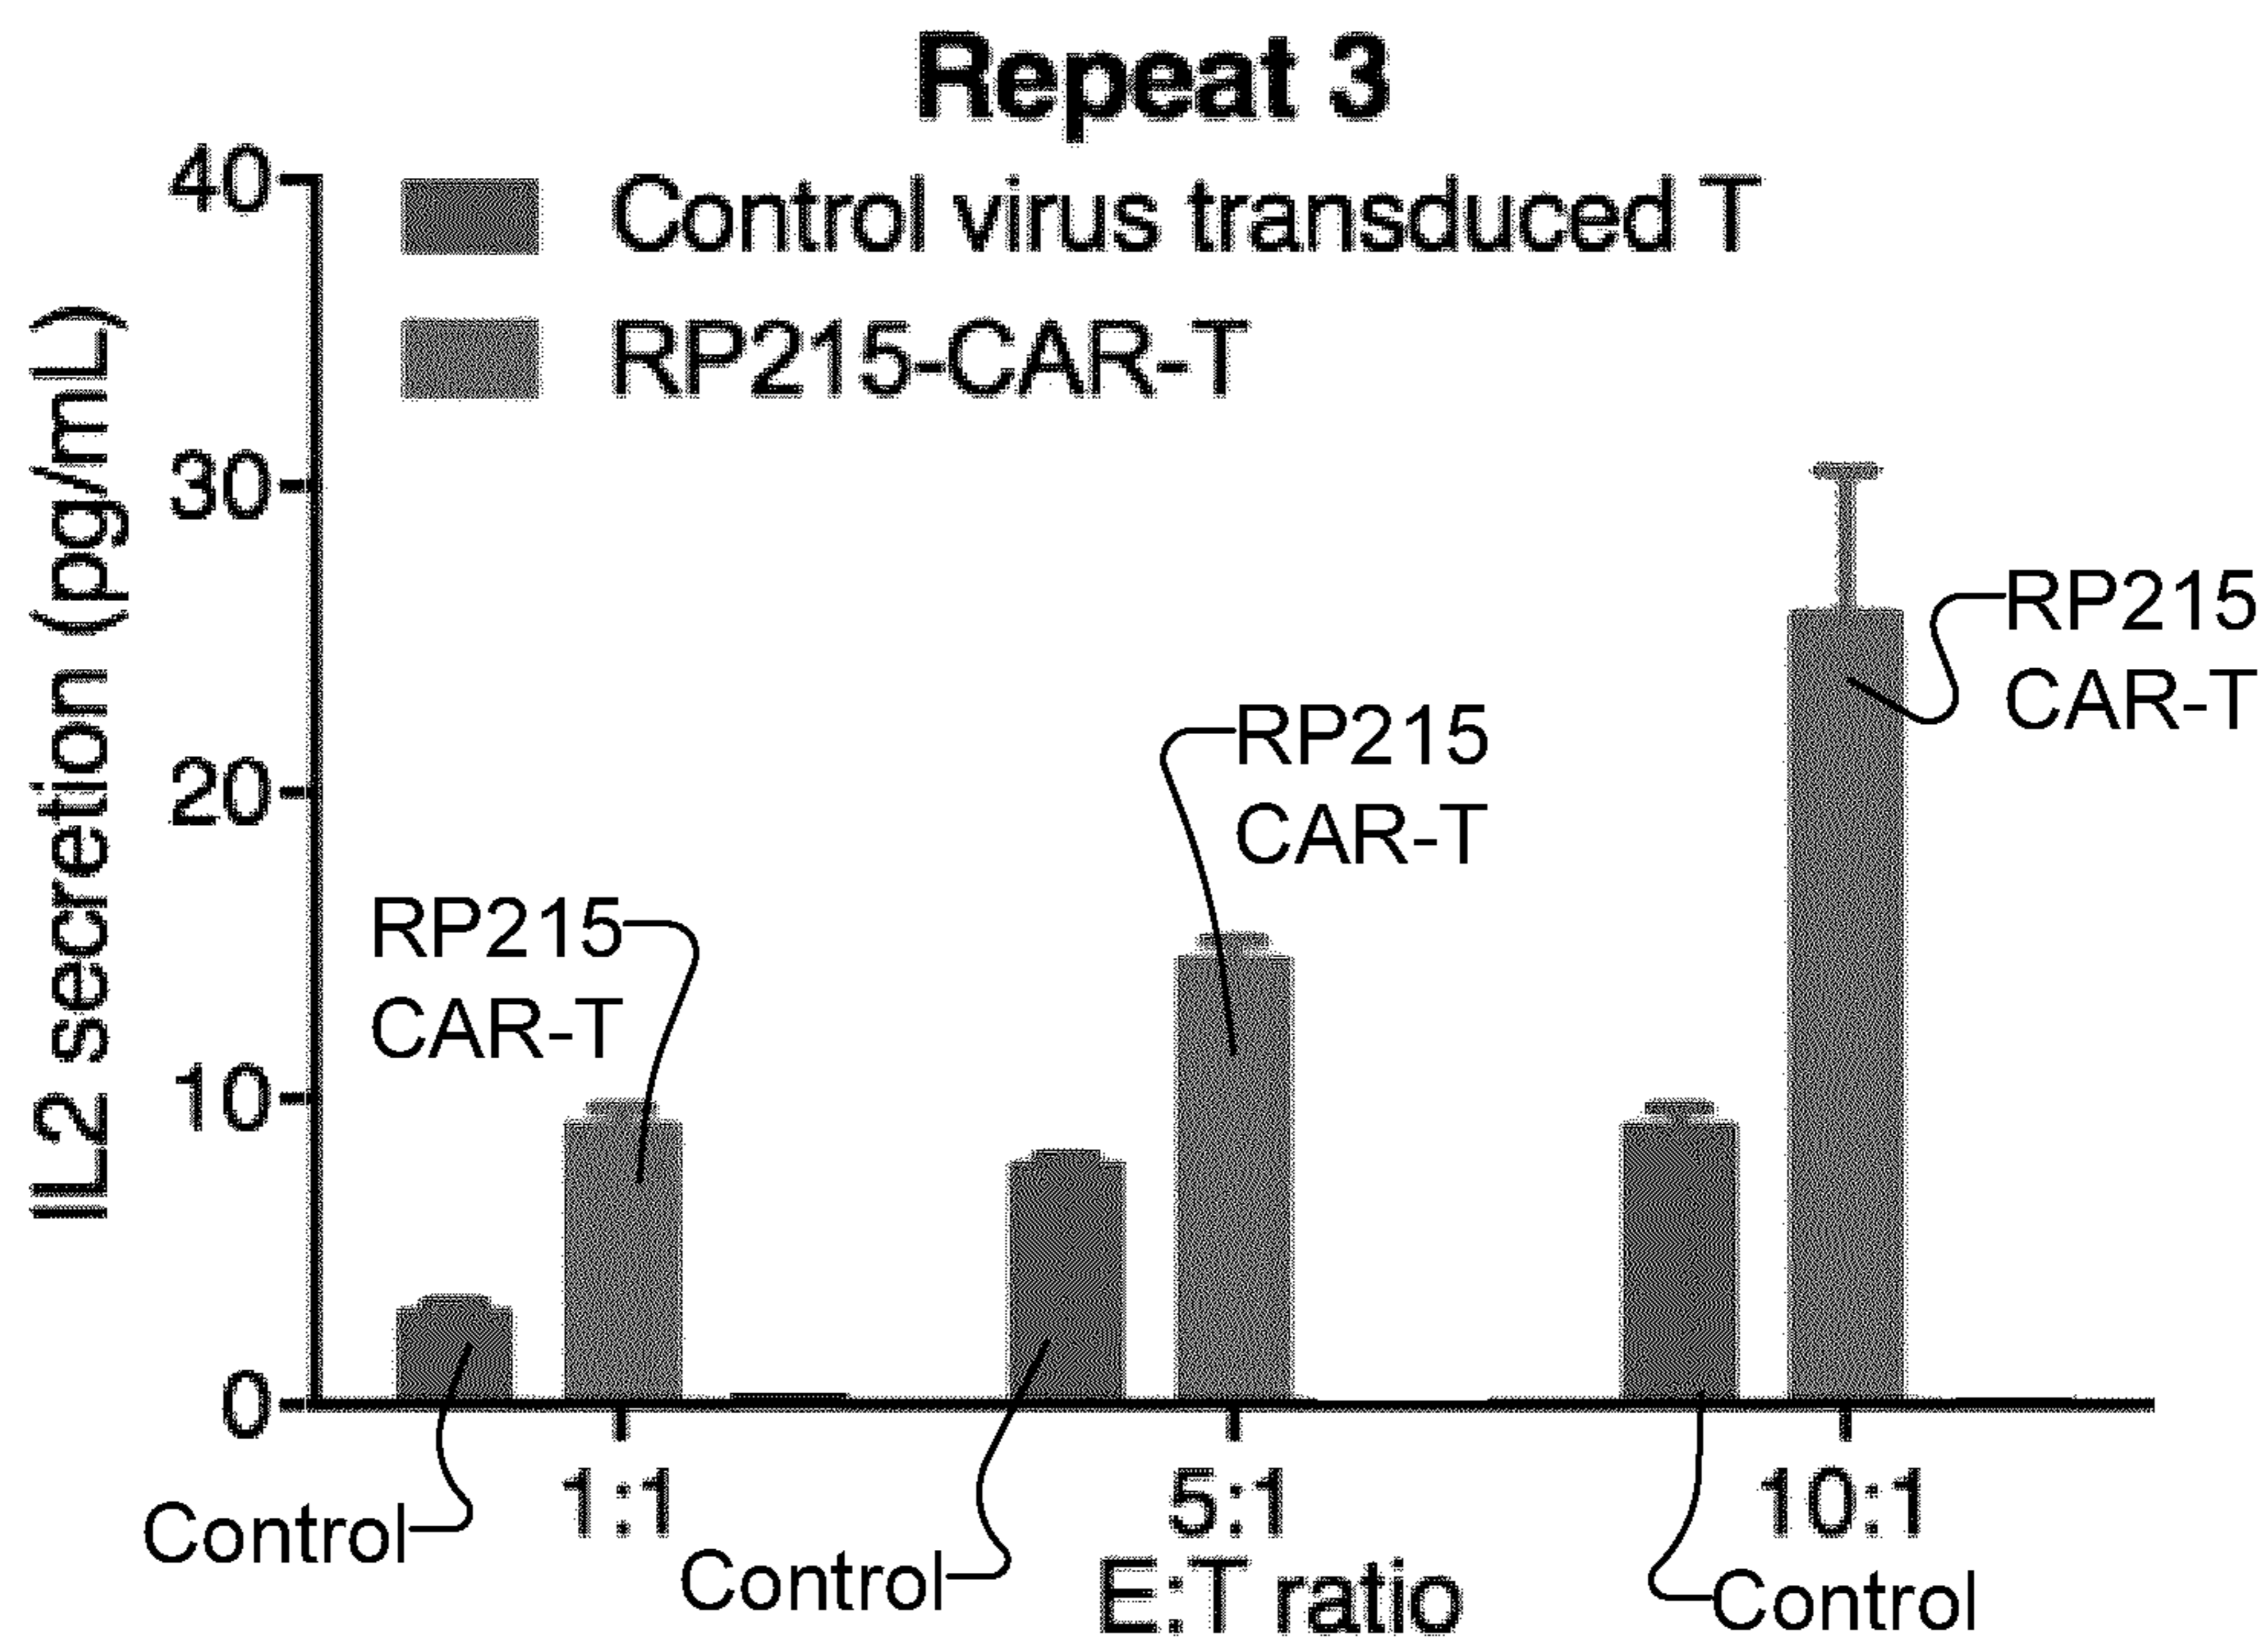 Repeat 3
40
Control virus transduced T
RP215-CAR-T
IL2 secretion (pg/mL)
30
RP215
CAR-T
20
RP215
CAR-T
RP215
CAR-T
10
0
1:1
5:1
10:1
Control
Control
Control
E:T ratio